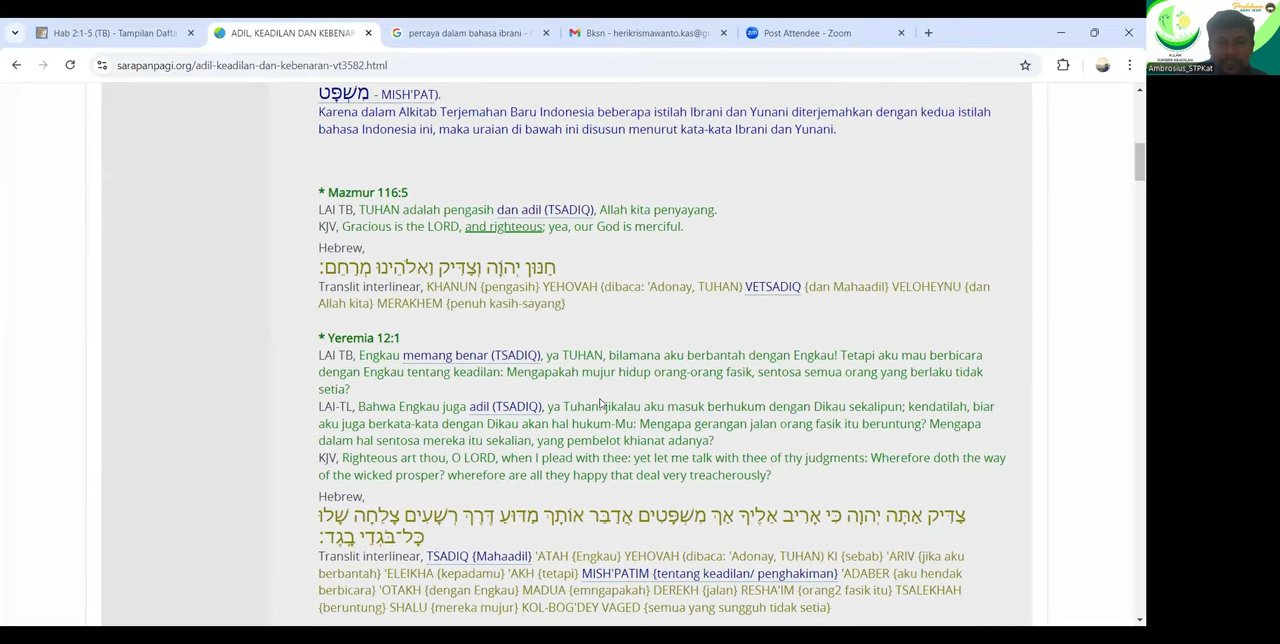 Hab 2:1-5 (TB) - Tampilan Dafta
ADIL, KEADILAN DAN KEBENAR
percaya dalam bahasa ibrani -
Bksn - herikrismawanto.kas@g
Post Attendee - Zoom
sarapanpagi.org/adil-keadilan-dan-kebenaran-vt3582.html
Ambrosius_STPKat
מִשְׁפָּט - MISH'PAT).
Karena dalam Alkitab Terjemahan Baru Indonesia beberapa istilah Ibrani dan Yunani diterjemahkan dengan kedua istilah
bahasa Indonesia ini, maka uraian di bawah ini disusun menurut kata-kata Ibrani dan Yunani.
* Mazmur 116:5
LAI TB, TUHAN adalah pengasih dan adil (TSADIQ), Allah kita penyayang.
KJV, Gracious is the LORD, and righteous; yea, our God is merciful.
Hebrew,
חַנּוּן יְהוָה וְצַדִּיק וֵאלֹהֵינוּ מְרַחֵם׃
Translit interlinear, KHANUN {pengasih} YEHOVAH (dibaca: 'Adonay, TUHAN) VETSADIQ {dan Mahaadil} VELOHEYNU {dan
Allah kita} MERAKHEM {penuh kasih-sayang}
* Yeremia 12:1
LAI TB, Engkau memang benar (TSADIQ), ya TUHAN, bilamana aku berbantah dengan Engkau! Tetapi aku mau berbicara
dengan Engkau tentang keadilan: Mengapakah mujur hidup orang-orang fasik, sentosa semua orang yang berlaku tidak
setia?
LAI-TL, Bahwa Engkau juga adil (TSADIQ), ya Tuhan jikalau aku masuk berhukum dengan Dikau sekalipun; kendatilah, biar
aku juga berkata-kata dengan Dikau akan hal hukum-Mu: Mengapa gerangan jalan orang fasik itu beruntung? Mengapa
dalam hal sentosa mereka itu sekalian, yang pembelot khianat adanya?
KJV, Righteous art thou, O LORD, when I plead with thee: yet let me talk with thee of thy judgments: Wherefore doth the way
of the wicked prosper? wherefore are all they happy that deal very treacherously?
Hebrew,
צַדִּיק אַתָּה יְהוָה כִּי אָרִיב אֵלֶיךָ אַךְ מִשְׁפָּטִים אֲדַבֵּר אוֹתָךְ מַדּוּעַ דֶּרֶךְ רְשָׁעִים צָלֵחָה שָׁלוּ
כָּל־בֹּגְדֵי בָגֶד׃
Translit interlinear, TSADIQ {Mahaadil} 'ATAH {Engkau} YEHOVAH (dibaca: 'Adonay, TUHAN) KI {sebab} 'ARIV {jika aku
berbantah} 'ELEIKHA {kepadamu} 'AKH {tetapi} MISH'PATIM {tentang keadilan/ penghakiman} 'ADABER {aku hendak
berbicara} 'OTAKH {dengan Engkau} MADUA {emngapakah} DEREKH {jalan} RESHA'IM {orang2 fasik itu} TSALEKHAH
{beruntung} SHALU {mereka mujur} KOL-BOG'DEY VAGED {semua yang sungguh tidak setia}